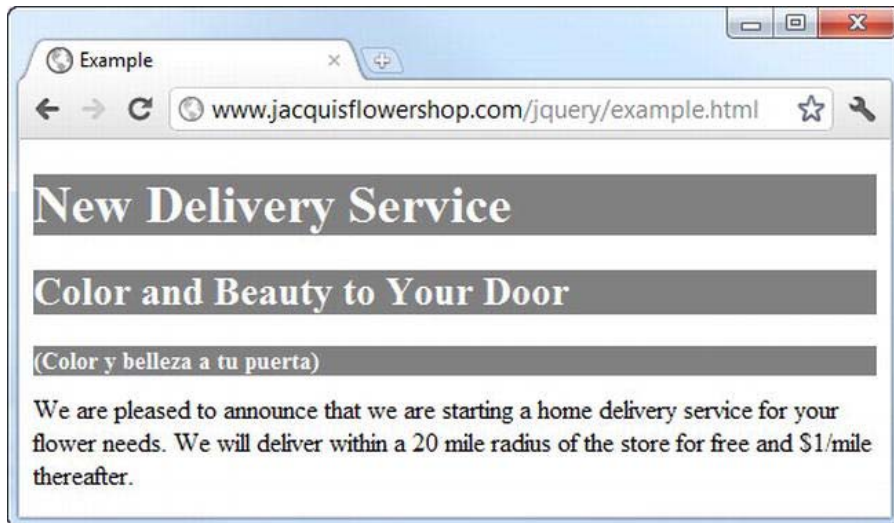 Example
www.jacquisflowershop.com/jquery/example.html
New Delivery Service
Color and Beauty to Your Door
(Color y belleza a tu puerta)
We are pleased to announce that we are starting a home delivery service for your
flower needs. We will deliver within a 20 mile radius of the store for free and $1/mile
thereafter.